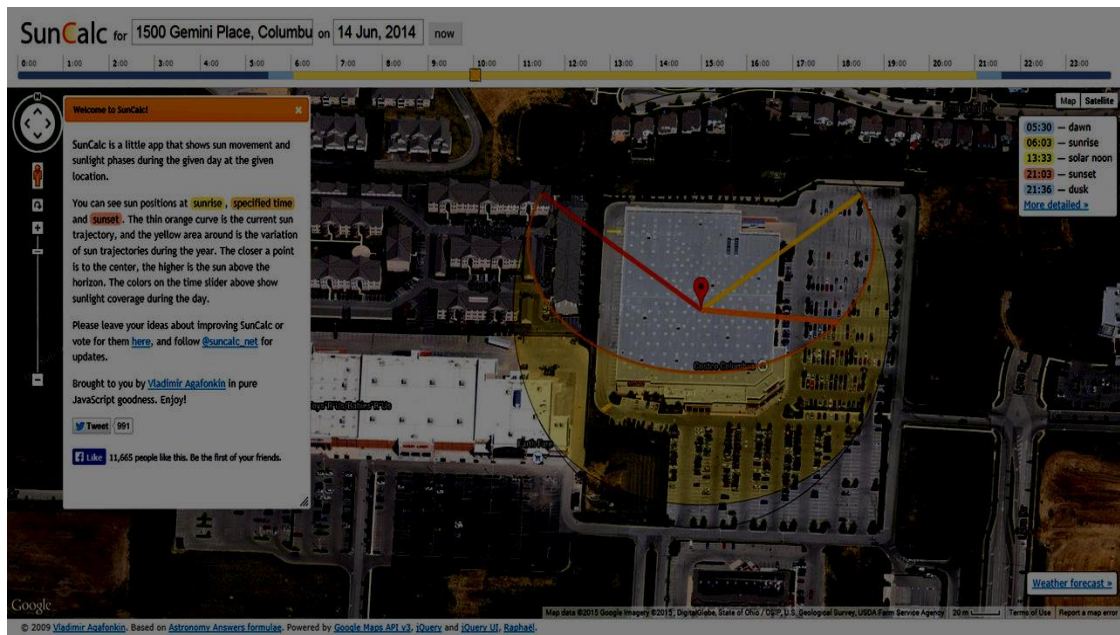 SunCalc for 1500 Gemini Place, Columbu on 14 Jun, 2014 now
0:00 1:00 2:00 3:00 4:00 5:00 6:00 7:00 8:00 9:00 10:00 11:00 12:00 13:00 14:00 15:00 16:00 17:00 18:00 19:00 20:00 21:00 22:00 23:00
N
Map Satellite
Welcome to SunCalc!
SunCalc is a little app that shows sun movement and
sunlight phases during the given day at the given
location.
You can see sun positions at sunrise , specified time
and sunset . The thin orange curve is the current sun
trajectory, and the yellow area around is the variation
of sun trajectories during the year. The closer a point
is to the center, the higher is the sun above the
horizon. The colors on the time slider above show
sunlight coverage during the day.
Please leave your ideas about improving SunCalc or
vote for them here, and follow @suncalc_net for
updates.
Brought to you by Vladimir Agafonkin in pure
JavaScript goodness. Enjoy!
Tweet 991
Like 11,665 people like this. Be the first of your friends.
05:30 — dawn
06:03 — sunrise
13:33 — solar noon
21:03 — sunset
21:36 — dusk
More detailed »
Costco Columbus
Earth Fare
Weather forecast »
Google
Map data ©2015 Google Imagery ©2015, DigitalGlobe, State of Ohio / OSIP, U.S. Geological Survey, USDA Farm Service Agency 20 m Terms of Use Report a map error
© 2009 Vladimir Agafonkin. Based on Astronomy Answers formulae. Powered by Google Maps API v3, jQuery and jQuery UI, Raphaël.